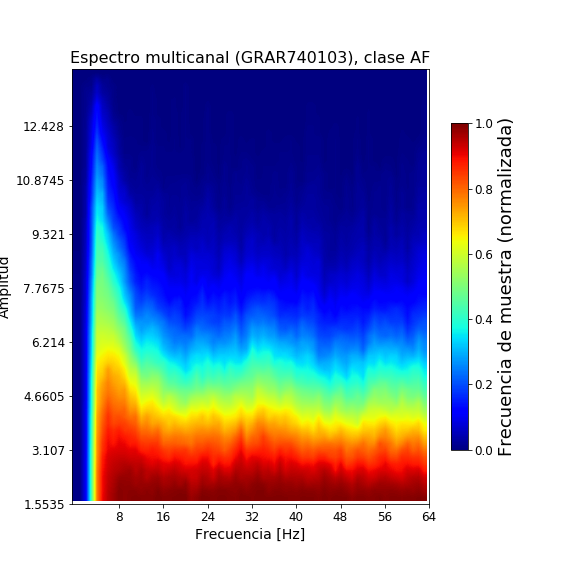 Espectro multicanal (GRAR740103), clase AF
Amplitud
12.428
10.8745
9.321
7.7675
6.214
4.6605
3.107
1.5535
8 16 24 32 40 48 56 64
Frecuencia [Hz]
1.0
0.8
0.6
0.4
0.2
0.0
Frecuencia de muestra (normalizada)